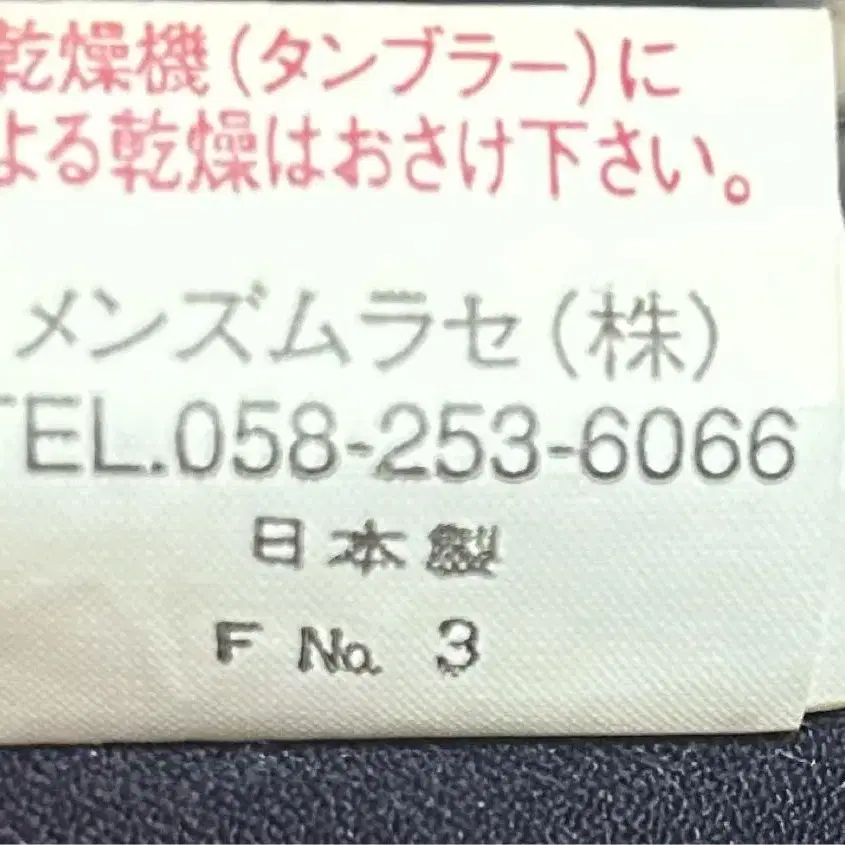 乾燥機(タンブラー)に
よる乾燥はおさけ下さい。
メンズムラセ(株)
TEL.058-253-6066
日本製
F No. 3